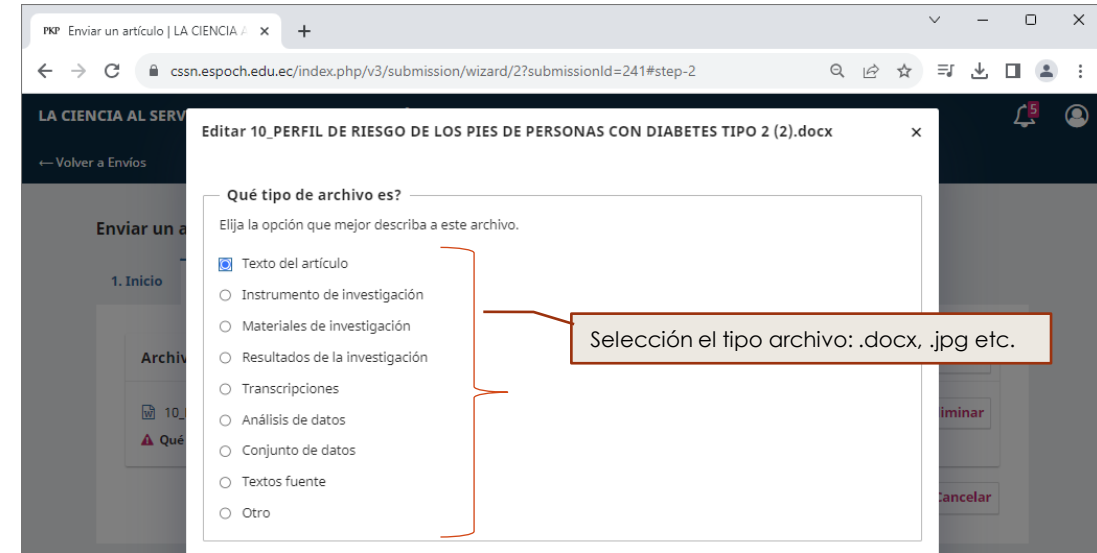 PKP Enviar un artículo | LA CIENCIA A
cssn.espoch.edu.ec/index.php/v3/submission/wizard/2?submissionId=241#step-2
LA CIENCIA AL SERV
5
← Volver a Envíos
Editar 10_PERFIL DE RIESGO DE LOS PIES DE PERSONAS CON DIABETES TIPO 2 (2).docx
Enviar un a
1. Inicio
Archiv
10_
Qué
Qué tipo de archivo es?
Elija la opción que mejor describa a este archivo.
Texto del artículo
Instrumento de investigación
Materiales de investigación
Resultados de la investigación
Transcripciones
Análisis de datos
Conjunto de datos
Textos fuente
Otro
Selección el tipo archivo: .docx, .jpg etc.
iminar
Cancelar